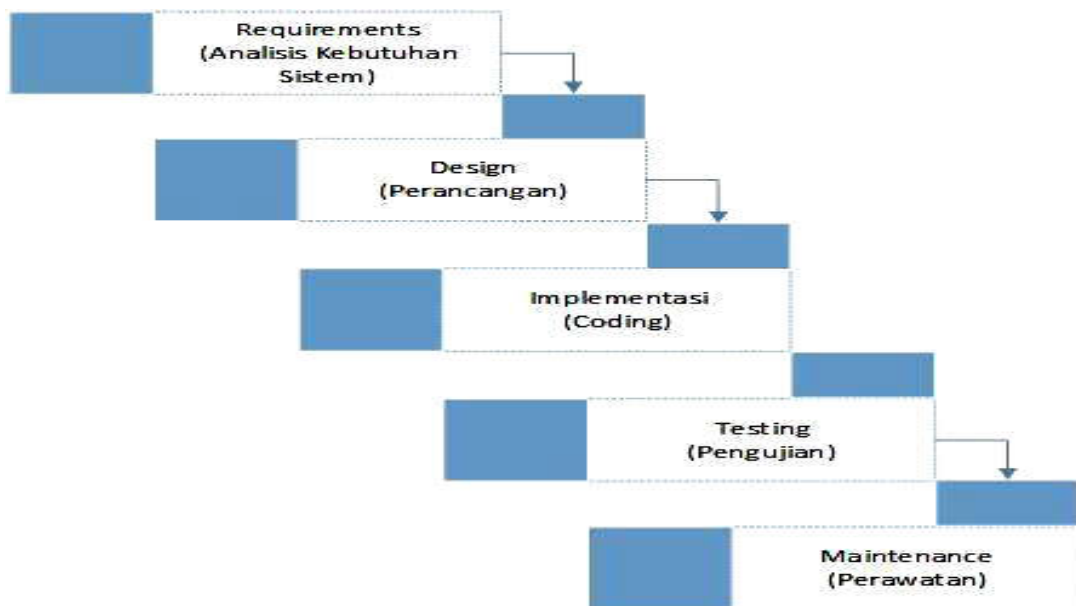 Requirements
(Analisis Kebutuhan
Sistem)
Design
(Perancangan)
Implementasi
(Coding)
Testing
(Pengujian)
Maintenance
(Perawatan)